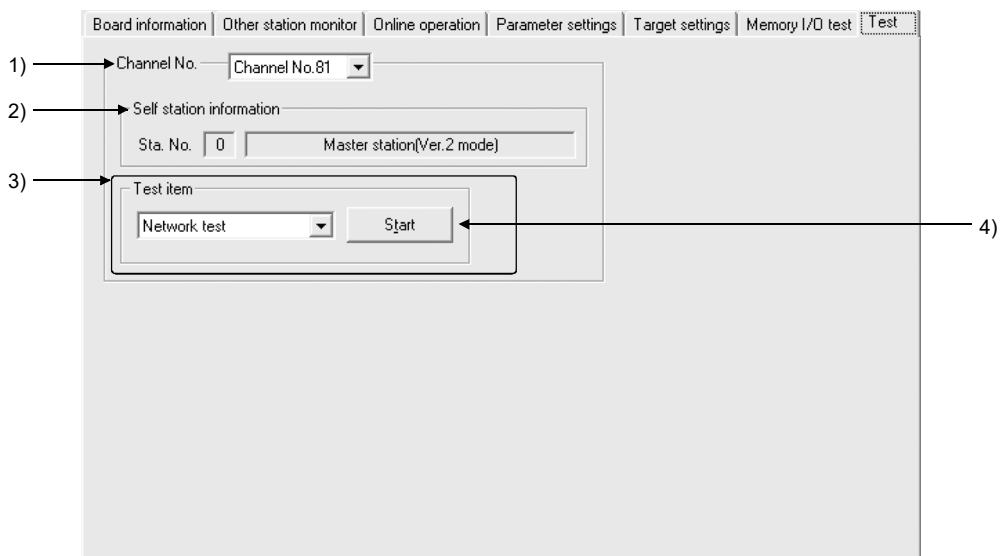 Board information Other station monitor Online operation Parameter settings Target settings Memory I/O test Test
1) Channel No. Channel No.81
2) Self station information
Sta. No. 0 Master station(Ver.2 mode)
3) Test item
Network test Start 4)